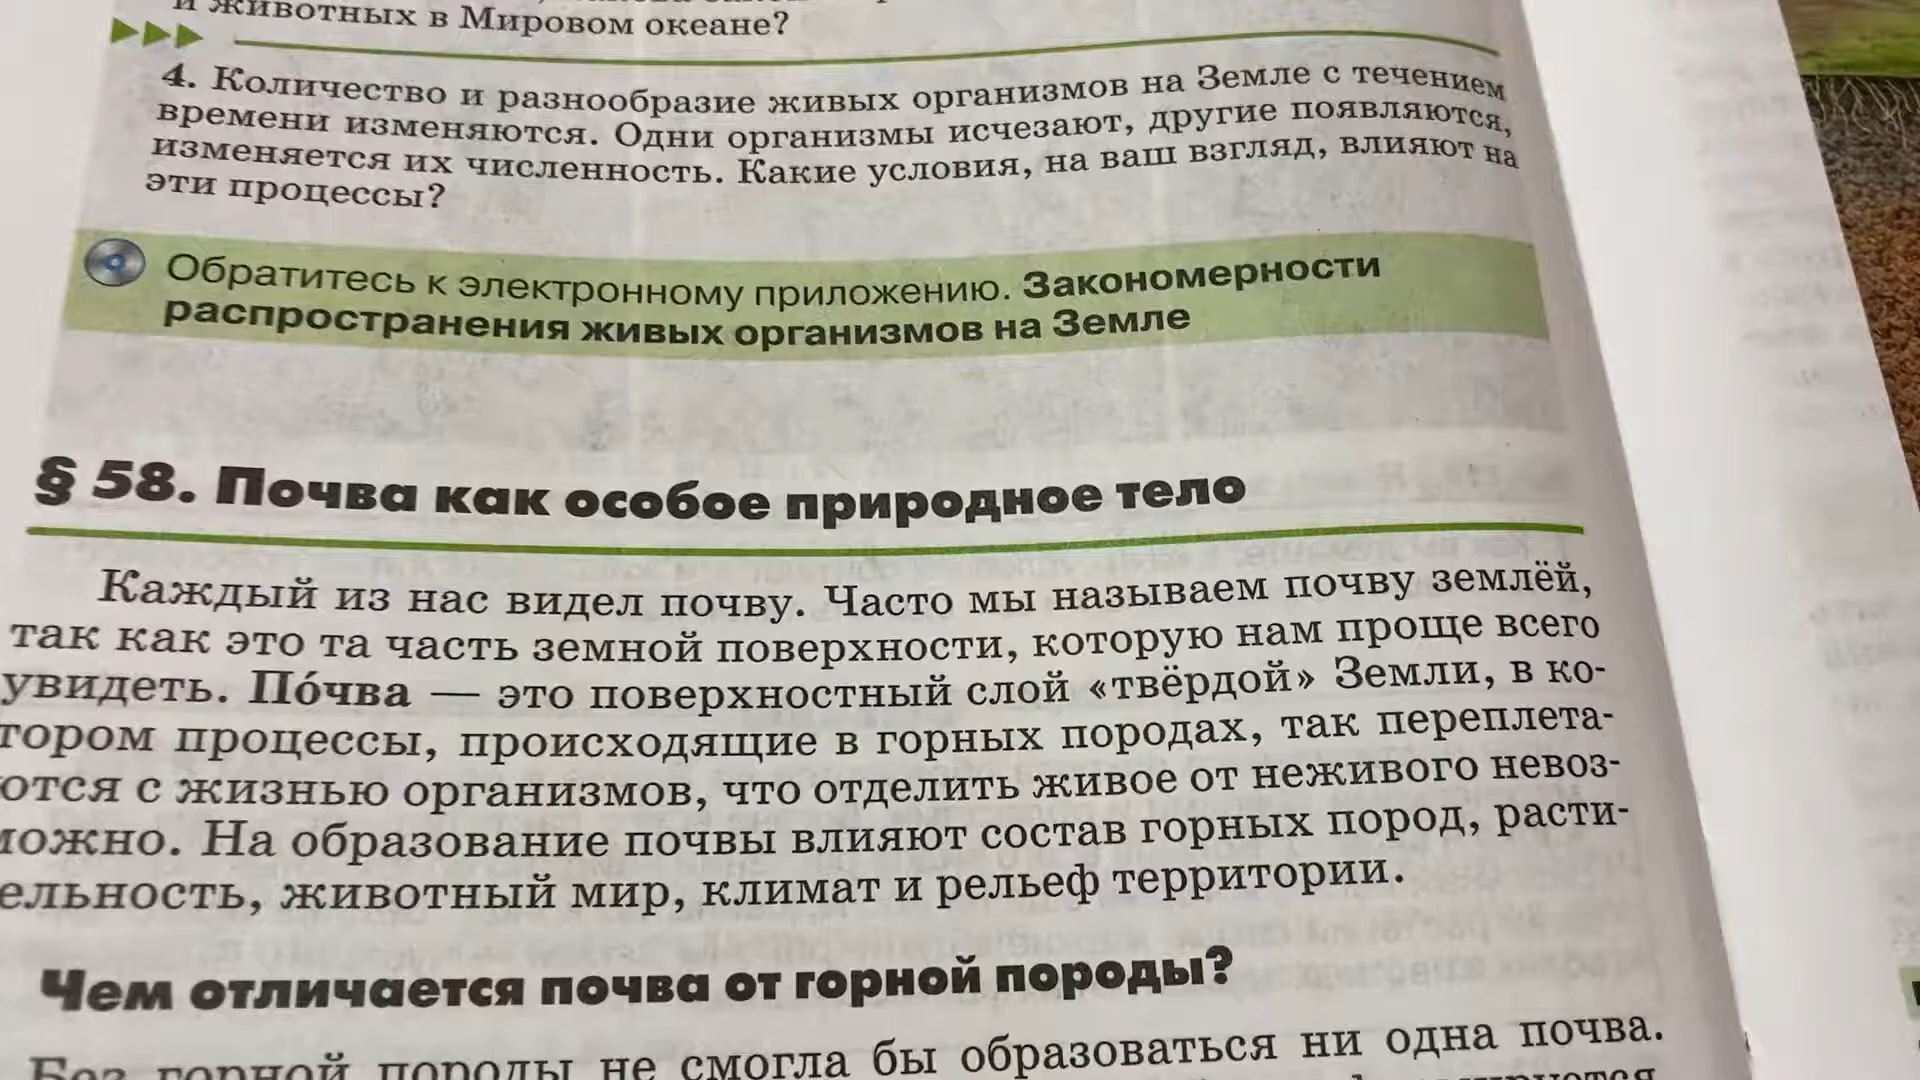 и животных в Мировом океане?
4. Количество и разнообразие живых организмов на Земле с течением
времени изменяются. Одни организмы исчезают, другие появляются,
изменяется их численность. Какие условия, на ваш взгляд, влияют на
эти процессы?
Обратитесь к электронному приложению. Закономерности
распространения живых организмов на Земле
§ 58. Почва как особое природное тело
Каждый из нас видел почву. Часто мы называем почву землёй,
так как это та часть земной поверхности, которую нам проще всего
увидеть. По́чва — это поверхностный слой «твёрдой» Земли, в ко-
тором процессы, происходящие в горных породах, так переплета-
ются с жизнью организмов, что отделить живое от неживого невоз-
можно. На образование почвы влияют состав горных пород, расти-
ельность, животный мир, климат и рельеф территории.
Чем отличается почва от горной породы?
Без горной породы не смогла бы образоваться ни одна почва.